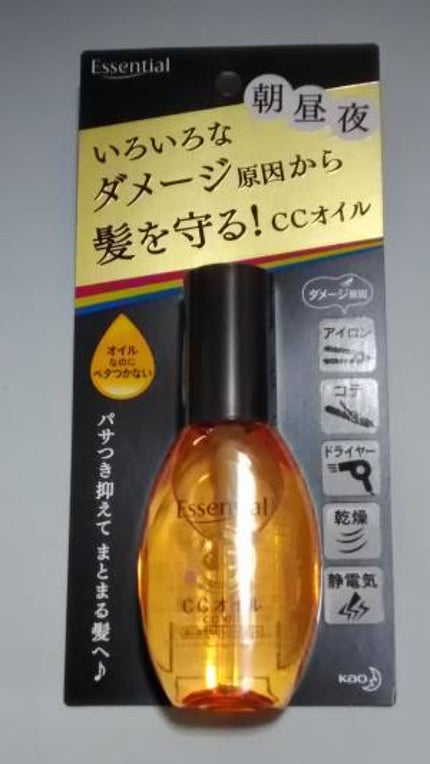 Essential
朝昼夜
いろいろな
ダメージ原因から
髪を守る!CCオイル
ダメージ原因
アイロン
コテ
ドライヤー
乾燥
静電気
オイル
なのに
ベタつかない
パサつき抑えて まとまる髪へ♪
Essential
CCオイル
Kao